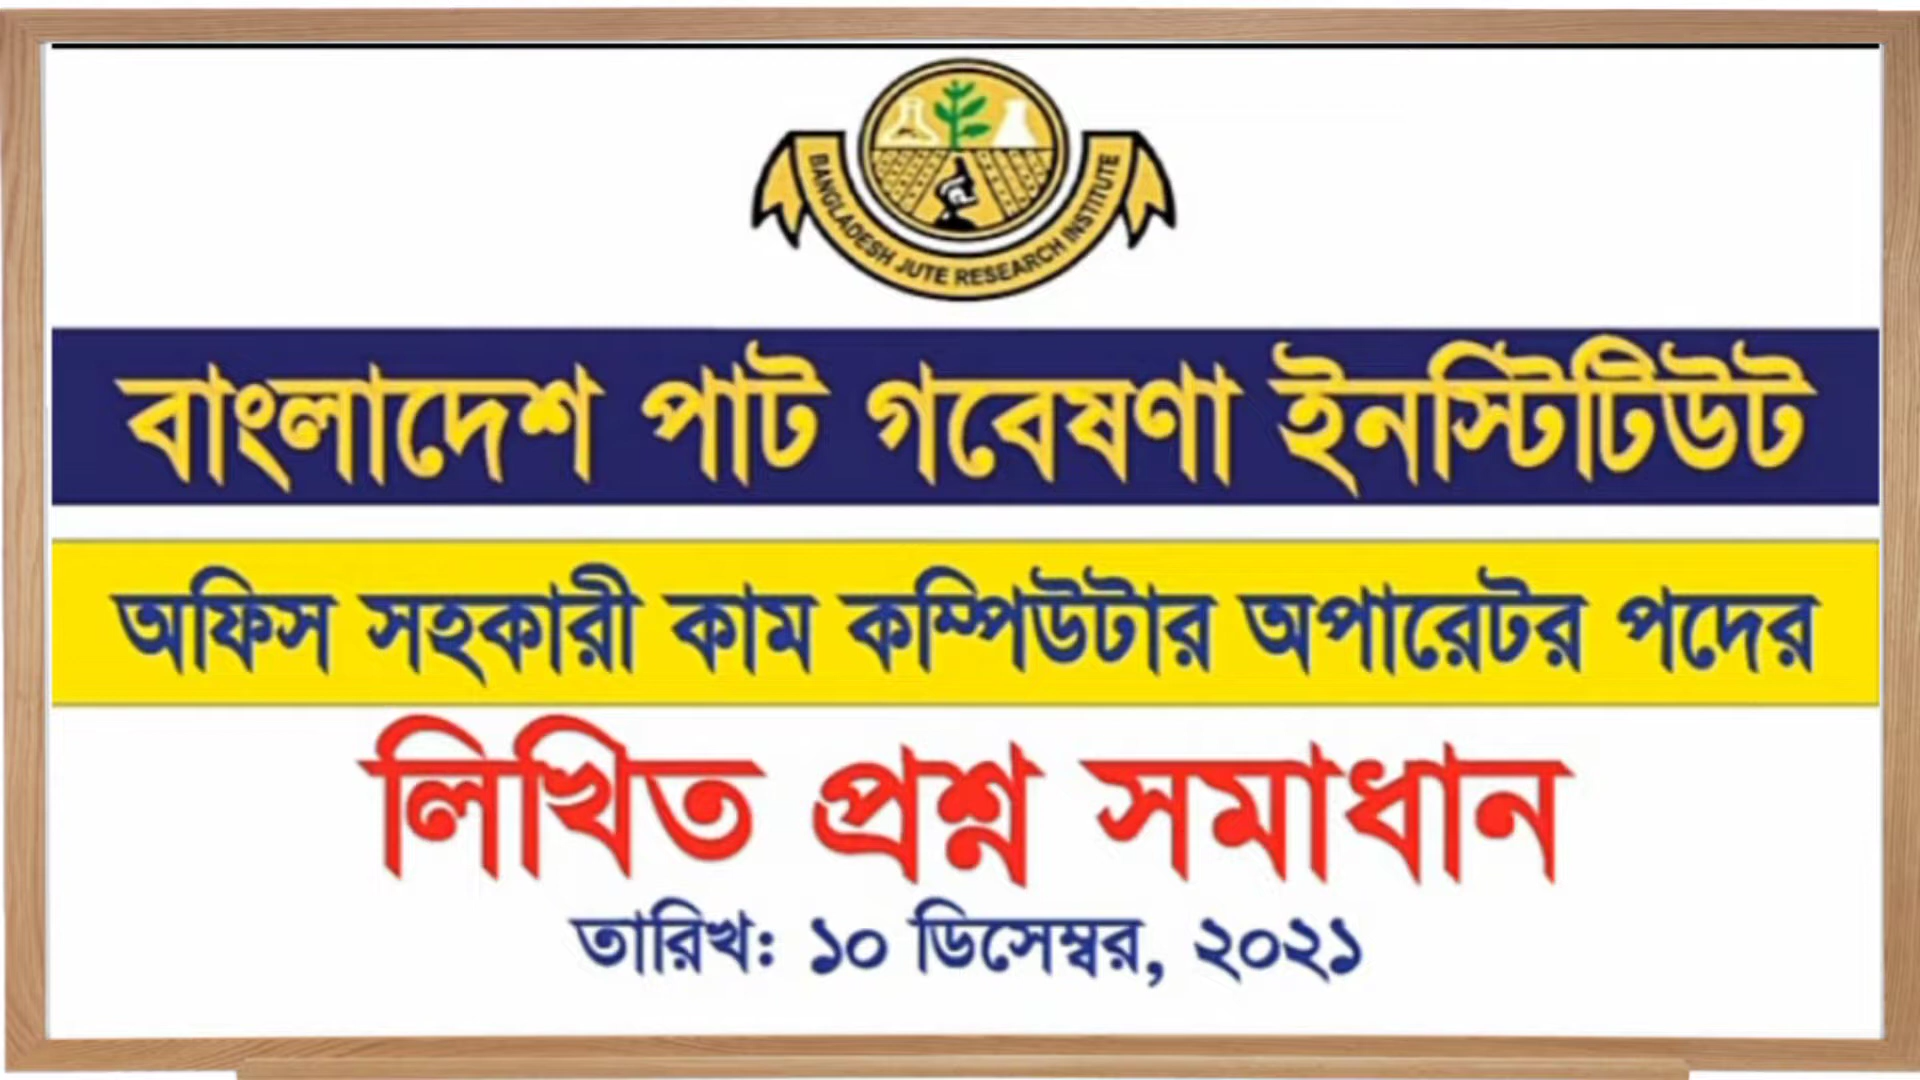 BANGLADESH JUTE RESEARCH INSTITUTE
বাংলাদেশ পাট গবেষণা ইনস্টিটিউট
অফিস সহকারী কাম কম্পিউটার অপারেটর পদের
লিখিত প্রশ্ন সমাধান
তারিখ: ১০ ডিসেম্বর, ২০২১